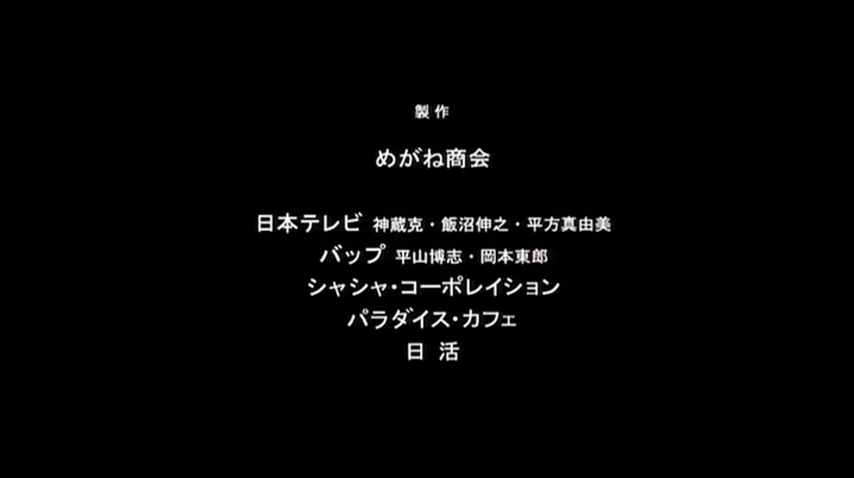 製作
めがね商会
日本テレビ 神蔵克・飯沼伸之・平方真由美
バップ 平山博志・岡本東郎
シャシャ・コーポレイション
パラダイス・カフェ
日 活